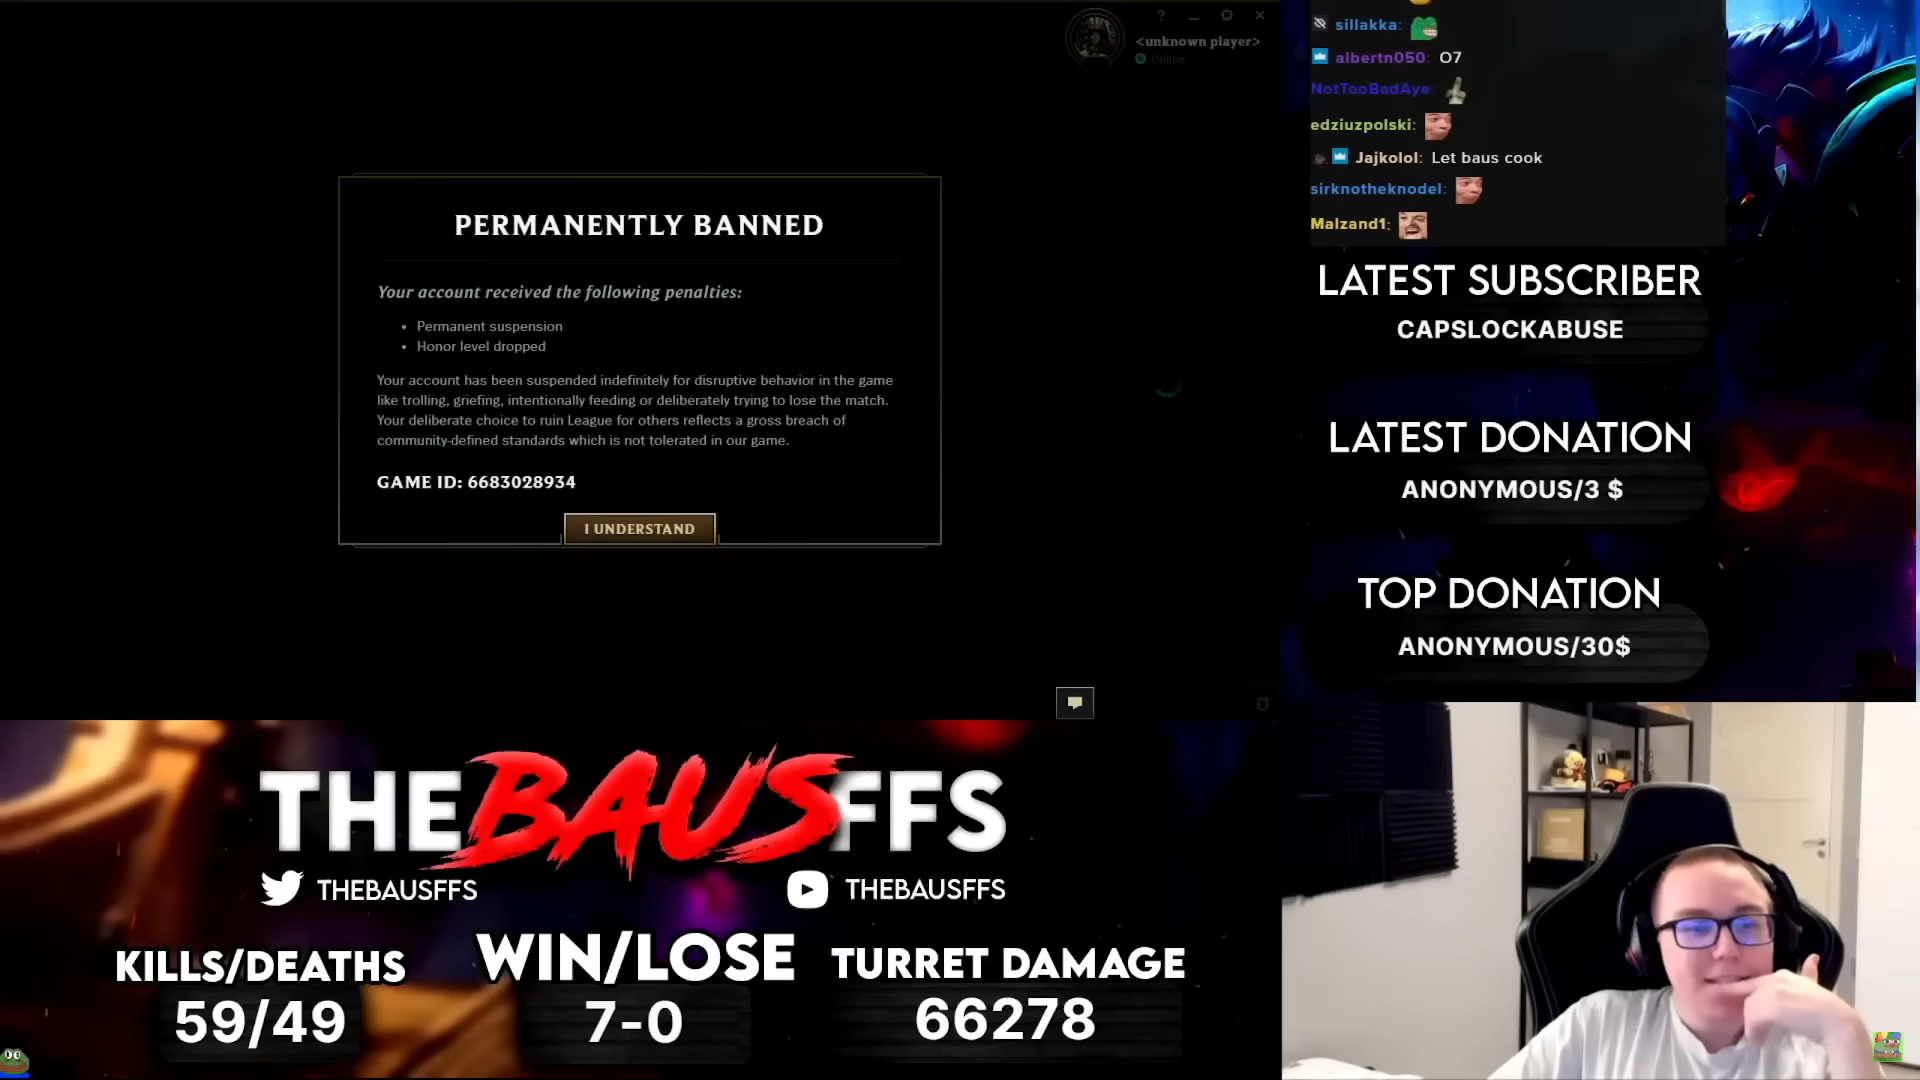 ?
<unknown player>
Online
PERMANENTLY BANNED
Your account received the following penalties:
• Permanent suspension
• Honor level dropped
Your account has been suspended indefinitely for disruptive behavior in the game
like trolling, griefing, intentionally feeding or deliberately trying to lose the match.
Your deliberate choice to ruin League for others reflects a gross breach of
community-defined standards which is not tolerated in our game.
GAME ID: 6683028934
I UNDERSTAND
sillakka:
albertn050: O7
NotTooBadAye
edziuzpolski:
Jajkolol: Let baus cook
sirknotheknodel:
Malzand1:
LATEST SUBSCRIBER
CAPSLOCKABUSE
LATEST DONATION
ANONYMOUS/3 $
TOP DONATION
ANONYMOUS/30$
THEBAUSFFS
THEBAUSFFS
THEBAUSFFS
KILLS/DEATHS
59/49
WIN/LOSE
7-0
TURRET DAMAGE
66278